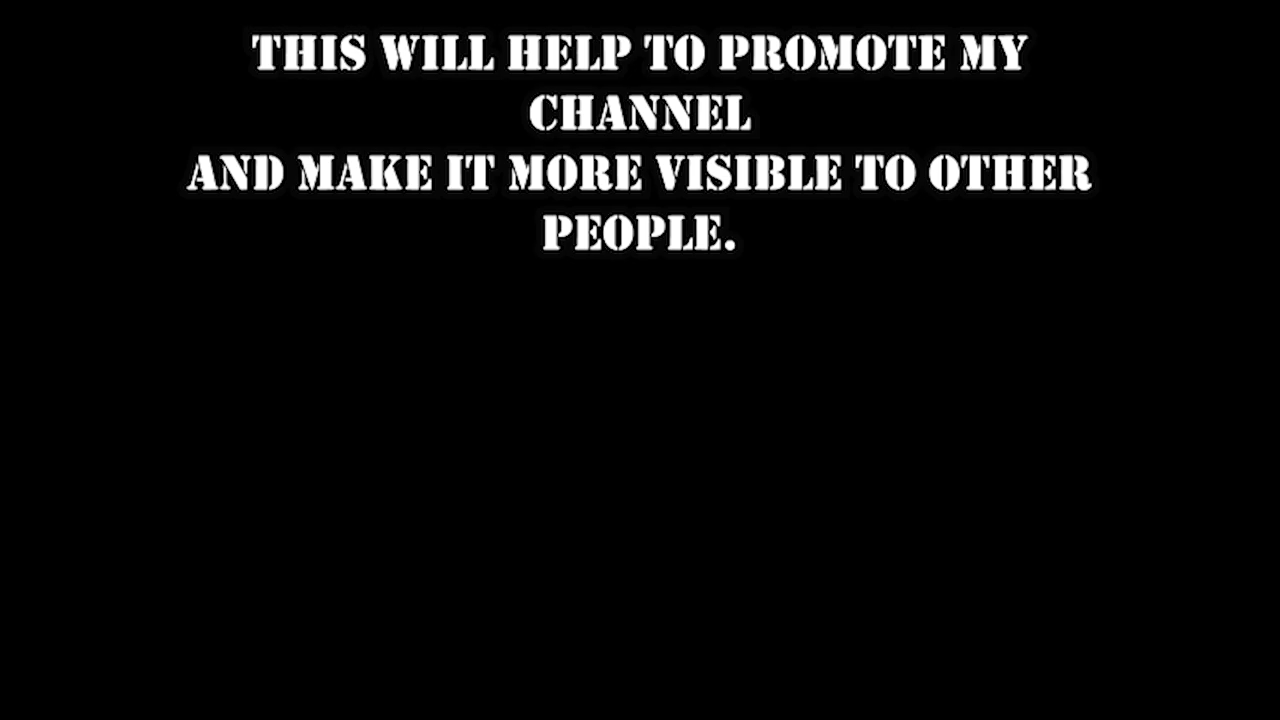 THIS WILL HELP TO PROMOTE MY
CHANNEL
AND MAKE IT MORE VISIBLE TO OTHER
PEOPLE.